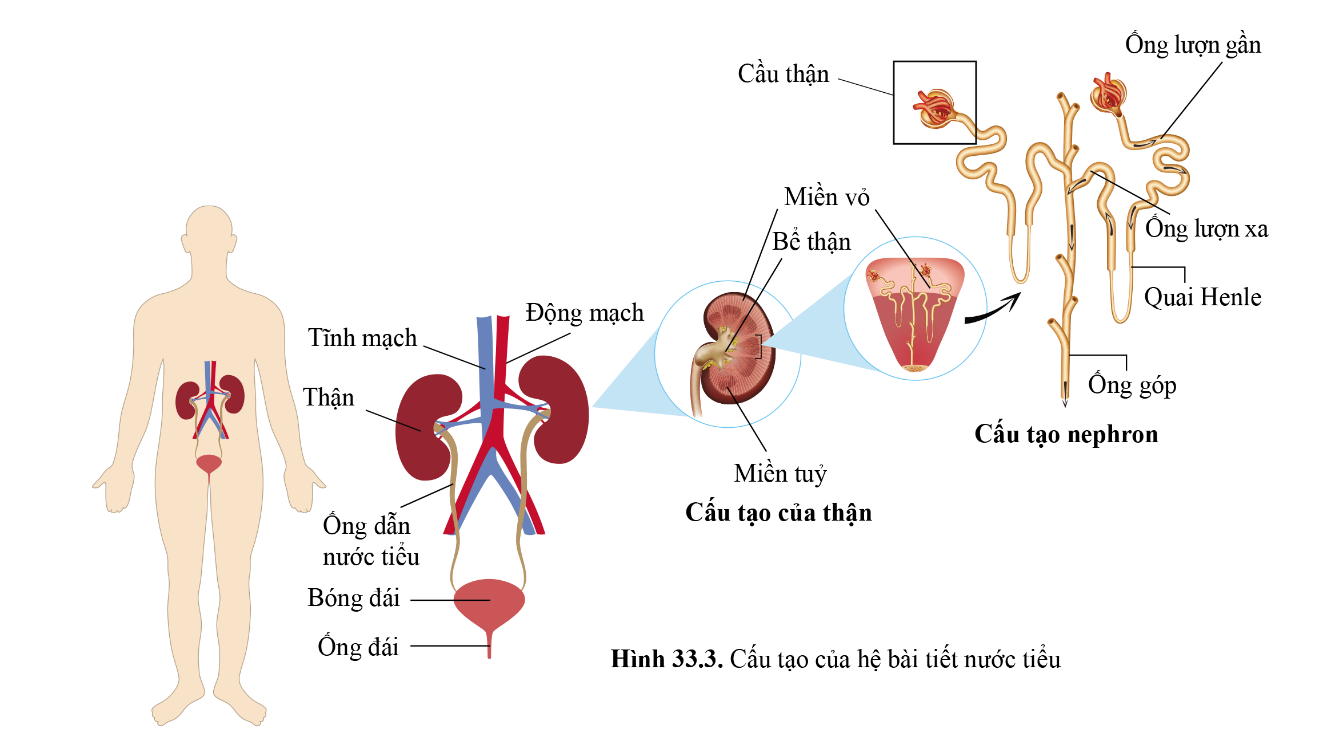 Ống lượn gần
Cầu thận
Miền vỏ
Bể thận
Ống lượn xa
Quai Henle
Động mạch
Tĩnh mạch
Thận
Ống góp
Cấu tạo nephron
Miền tuỷ
Cấu tạo của thận
Ống dẫn
nước tiểu
Bóng đái
Ống đái
Hình 33.3. Cấu tạo của hệ bài tiết nước tiểu